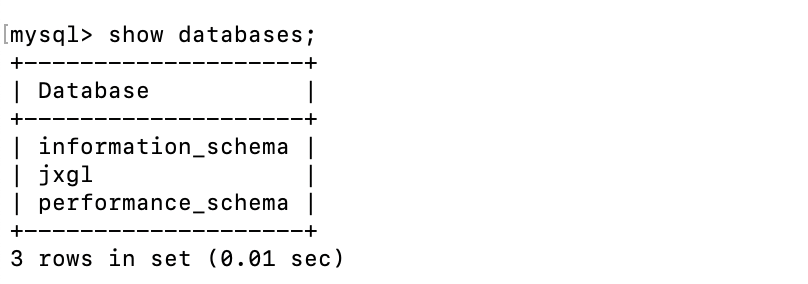 [mysql> show databases;
+--------------------+
| Database           |
+--------------------+
| information_schema |
| jxgl               |
| performance_schema |
+--------------------+
3 rows in set (0.01 sec)